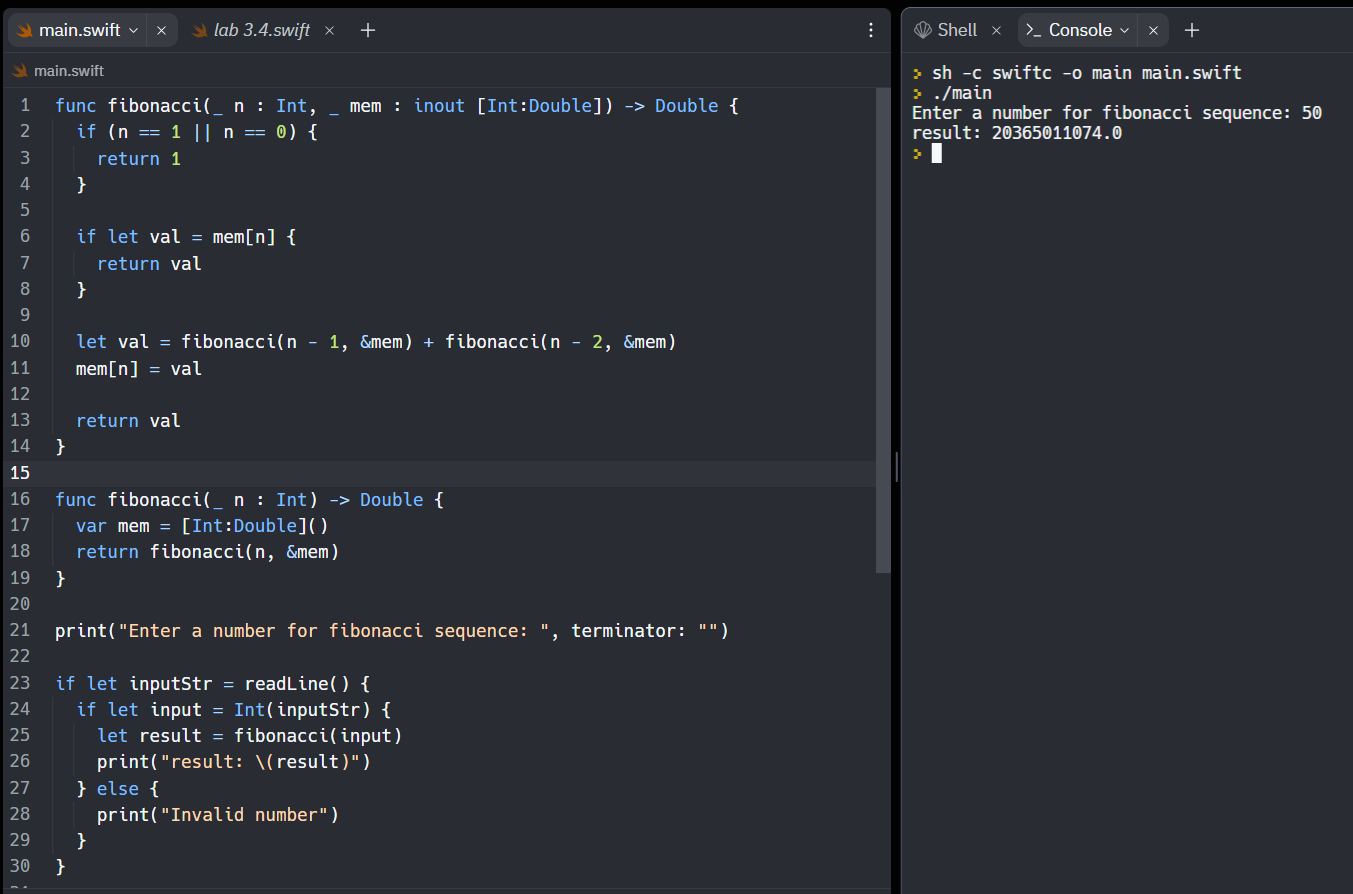 main.swift
lab 3.4.swift
main.swift
1 func fibonacci(_ n : Int, _ mem : inout [Int:Double]) -> Double {
2   if (n == 1 || n == 0) {
3     return 1
4   }
5
6   if let val = mem[n] {
7     return val
8   }
9
10   let val = fibonacci(n - 1, &mem) + fibonacci(n - 2, &mem)
11   mem[n] = val
12
13   return val
14 }
15
16 func fibonacci(_ n : Int) -> Double {
17   var mem = [Int:Double]()
18   return fibonacci(n, &mem)
19 }
20
21 print("Enter a number for fibonacci sequence: ", terminator: "")
22
23 if let inputStr = readLine() {
24   if let input = Int(inputStr) {
25     let result = fibonacci(input)
26     print("result: \(result)")
27   } else {
28     print("Invalid number")
29   }
30 }
Shell
>_ Console
> sh -c swiftc -o main main.swift
> ./main
Enter a number for fibonacci sequence: 50
result: 20365011074.0
>